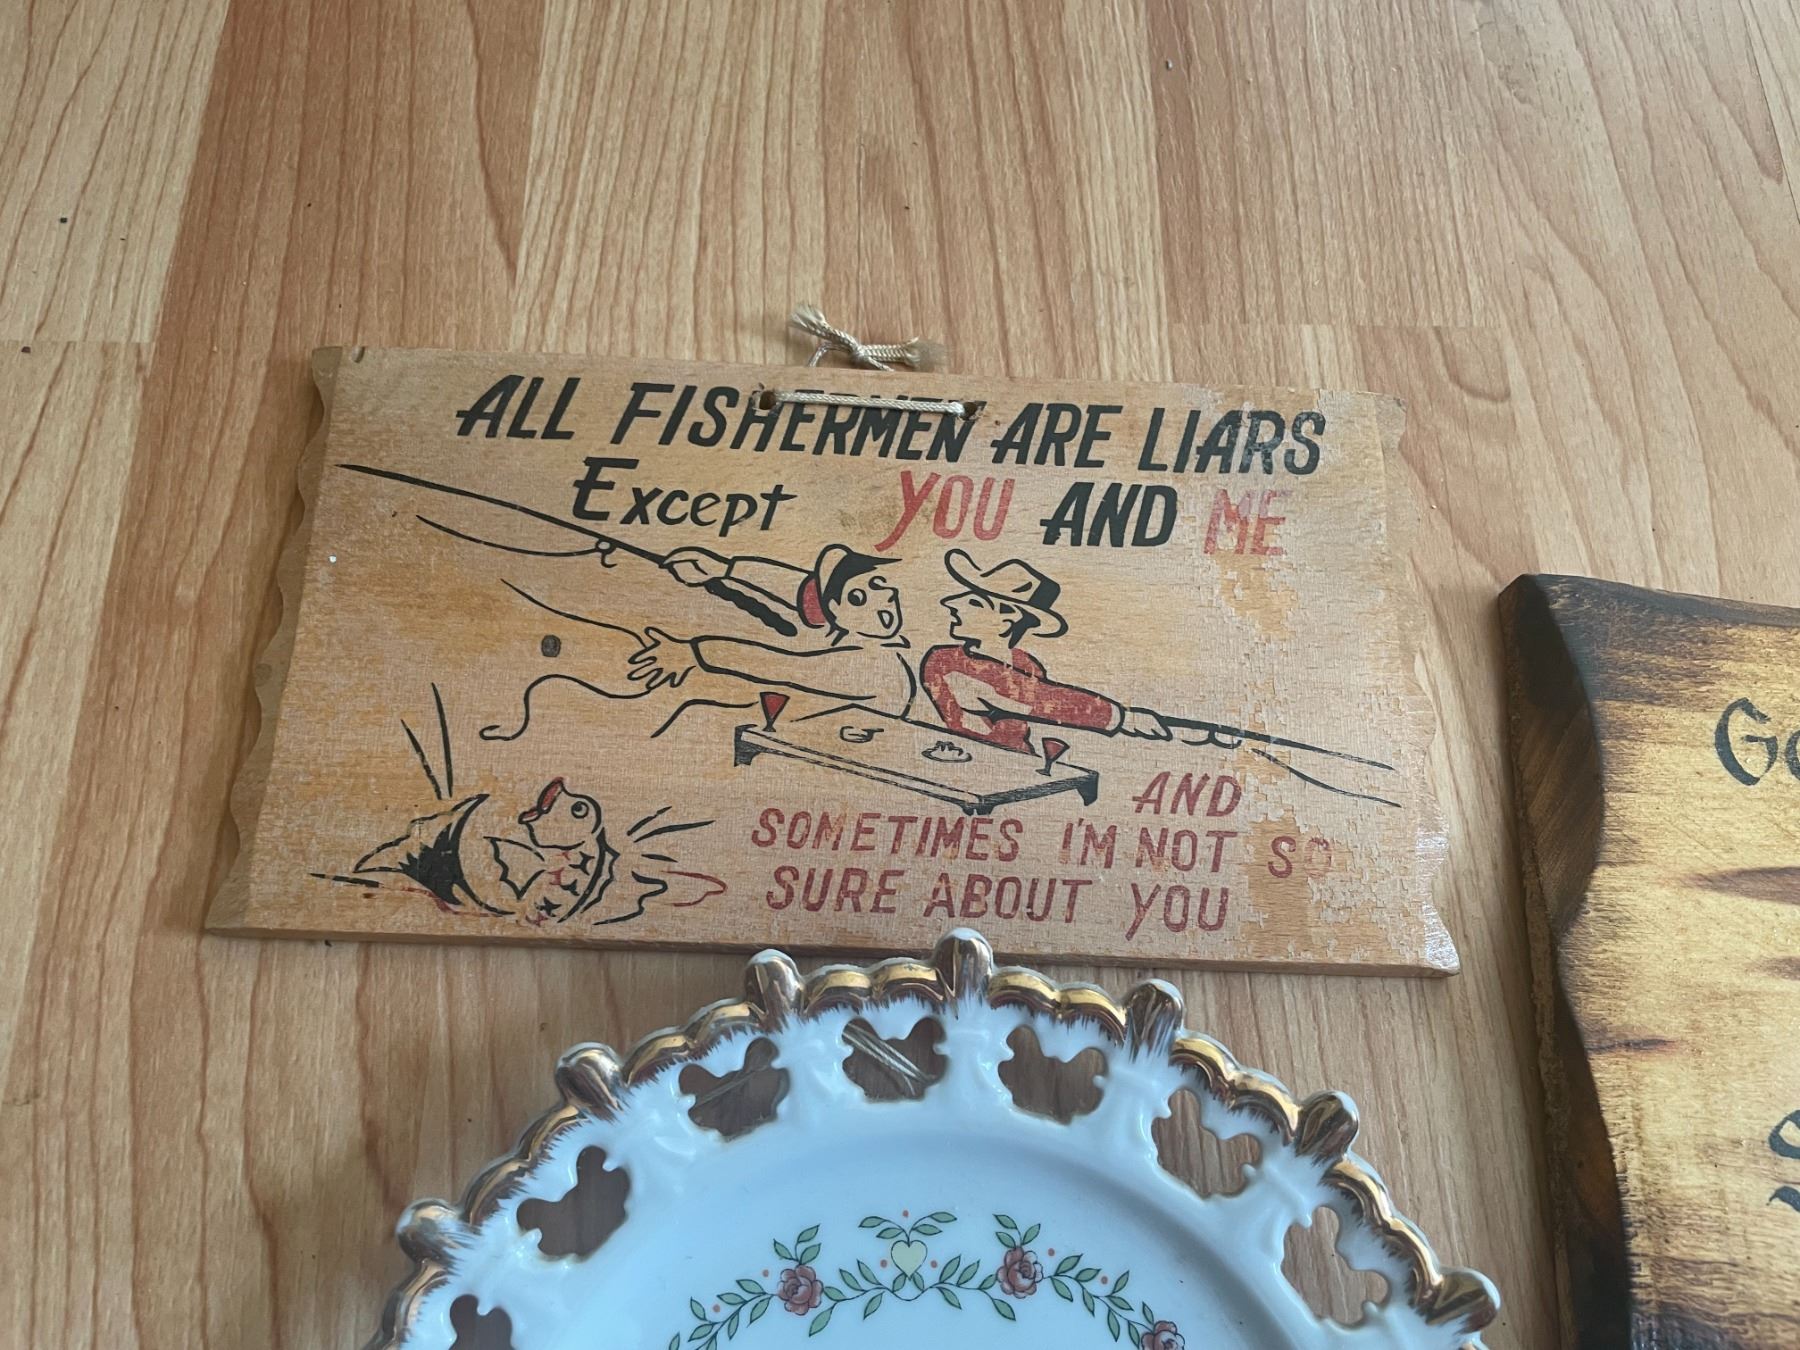 ALL FISHERMEN ARE LIARS
Except YOU AND ME
AND
SOMETIMES I'M NOT SO
SURE ABOUT YOU